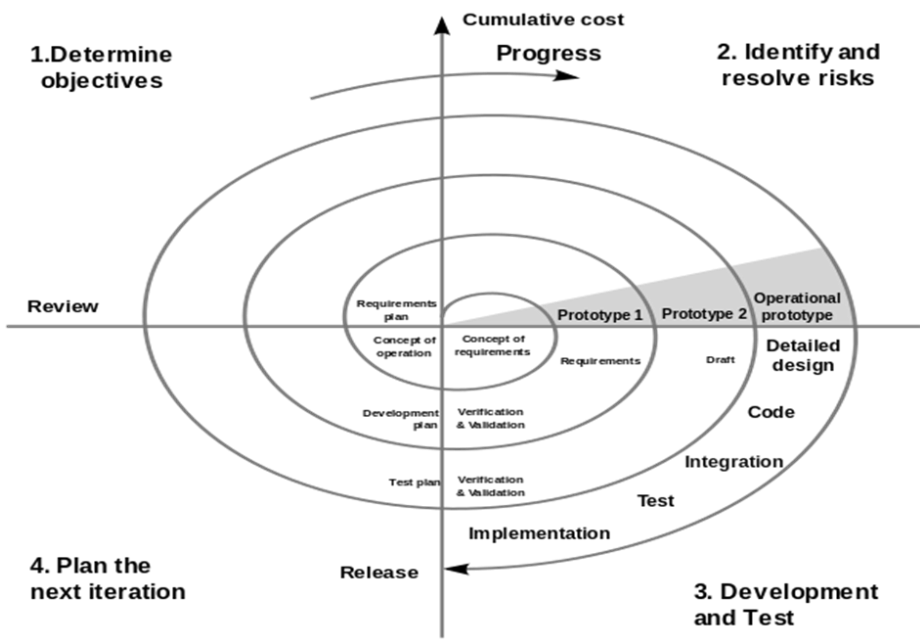 Cumulative cost
Progress
1.Determine
objectives
2. Identify and
resolve risks
Review
Requirements
plan
Prototype 1
Prototype 2
Operational
prototype
Concept of
operation
Concept of
requirements
Requirements
Draft
Detailed
design
Development
plan
Verification
& Validation
Code
Integration
Test plan
Verification
& Validation
Test
Implementation
Release
4. Plan the
next iteration
3. Development
and Test